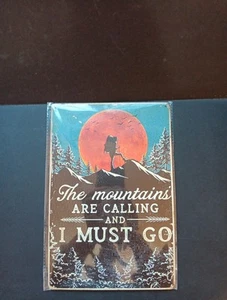 The mountains
ARE CALLING
AND
I MUST GO